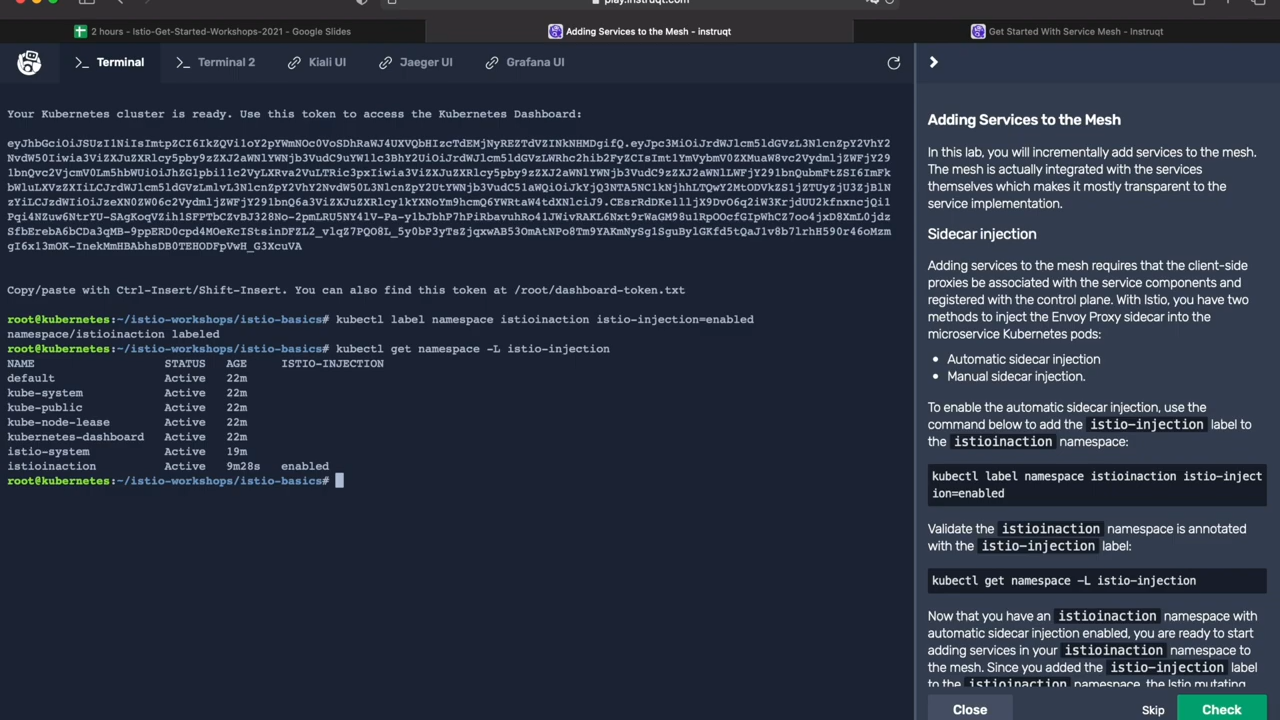 play.instruqt.com
2 hours - Istio-Get-Started-Workshops-2021 - Google Slides
Adding Services to the Mesh - instruqt
Get Started With Service Mesh - Instruqt
>_ Terminal
>_ Terminal 2
Kiali UI
Jaeger UI
Grafana UI
Your Kubernetes cluster is ready. Use this token to access the Kubernetes Dashboard:
Copy/paste with Ctrl-Insert/Shift-Insert. You can also find this token at /root/dashboard-token.txt
root@kubernetes:~/istio-workshops/istio-basics# kubectl label namespace istioinaction istio-injection=enabled
namespace/istioinaction labeled
root@kubernetes:~/istio-workshops/istio-basics# kubectl get namespace -L istio-injection
NAME STATUS AGE ISTIO-INJECTION
default Active 22m
kube-system Active 22m
kube-public Active 22m
kube-node-lease Active 22m
kubernetes-dashboard Active 22m
istio-system Active 19m
istioinaction Active 9m28s enabled
root@kubernetes:~/istio-workshops/istio-basics#
Adding Services to the Mesh
In this lab, you will incrementally add services to the mesh.
The mesh is actually integrated with the services
themselves which makes it mostly transparent to the
service implementation.
Sidecar injection
Adding services to the mesh requires that the client-side
proxies be associated with the service components and
registered with the control plane. With Istio, you have two
methods to inject the Envoy Proxy sidecar into the
microservice Kubernetes pods:
• Automatic sidecar injection
• Manual sidecar injection.
To enable the automatic sidecar injection, use the
command below to add the istio-injection label to
the istioinaction namespace:
kubectl label namespace istioinaction istio-inject
ion=enabled
Validate the istioinaction namespace is annotated
with the istio-injection label:
kubectl get namespace -L istio-injection
Now that you have an istioinaction namespace with
automatic sidecar injection enabled, you are ready to start
adding services in your istioinaction namespace to
the mesh. Since you added the istio-injection label
to the istioinaction namespace, the Istio mutating
Close
Skip
Check